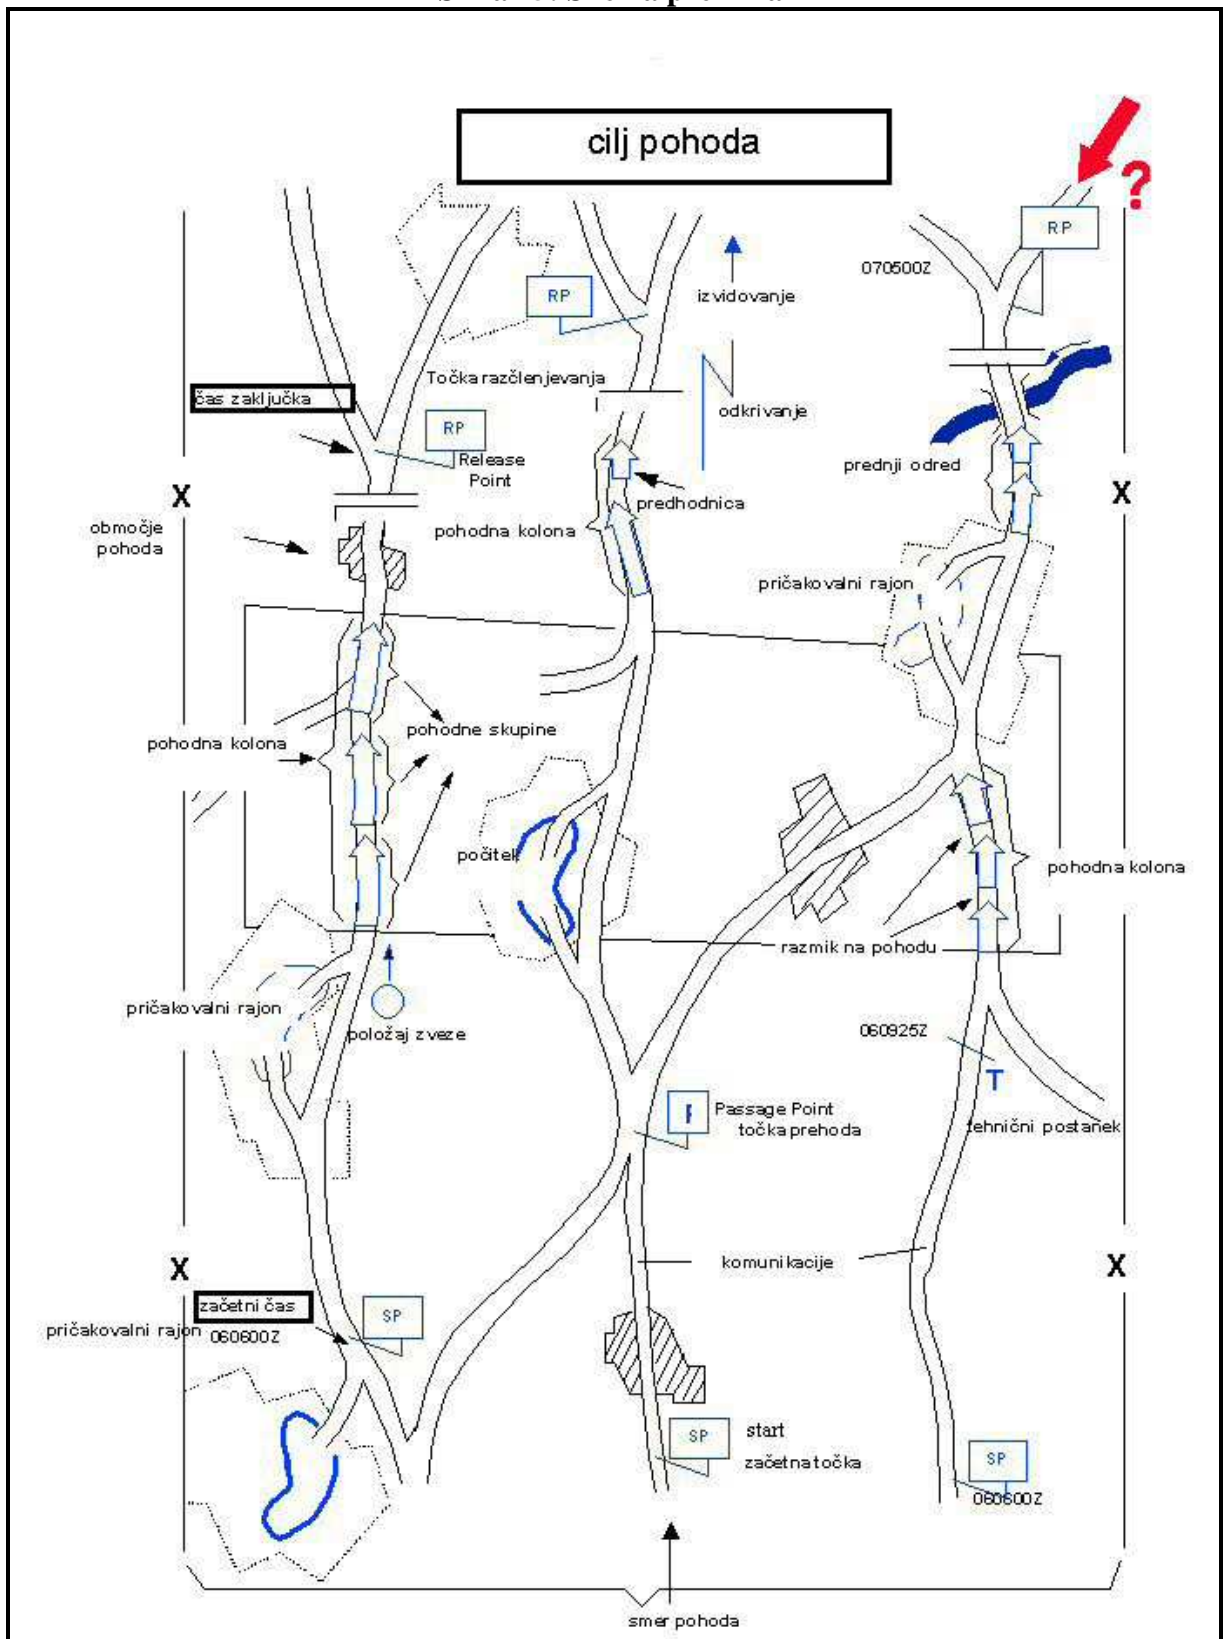 cilj pohoda
?
RP
070500Z
RP
izvidovanje
Točka razčlenjevanja
čas zaključka
odkrivanje
RP
Release
Point
prednji odred
X
predhodnica
X
pohodna kolona
območje
pohoda
pričakovalni rajon
pohodne skupine
pohodna kolona
počitek
pohodna kolona
razmik na pohodu
pričakovalni rajon
položaj zveze
060925Z
T
Passage Point
točka prehoda
tehnični postanek
komunikacije
X
X
začetni čas
SP
pričakovalni rajon
060600Z
start
SP
začetna točka
SP
060600Z
smer pohoda